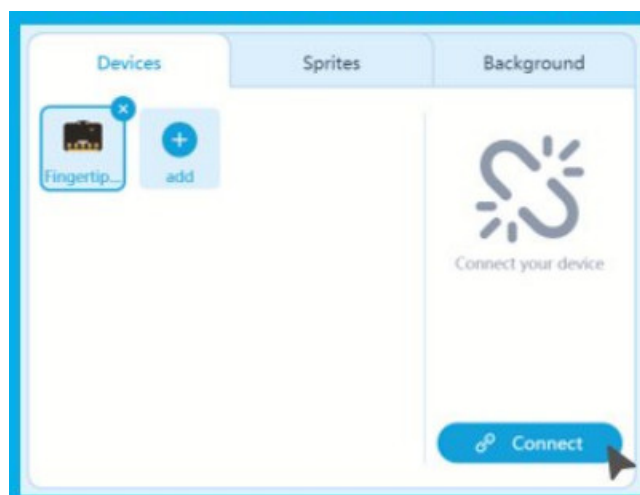 Devices
Sprites
Background
Fingertip...
add
Connect your device
Connect